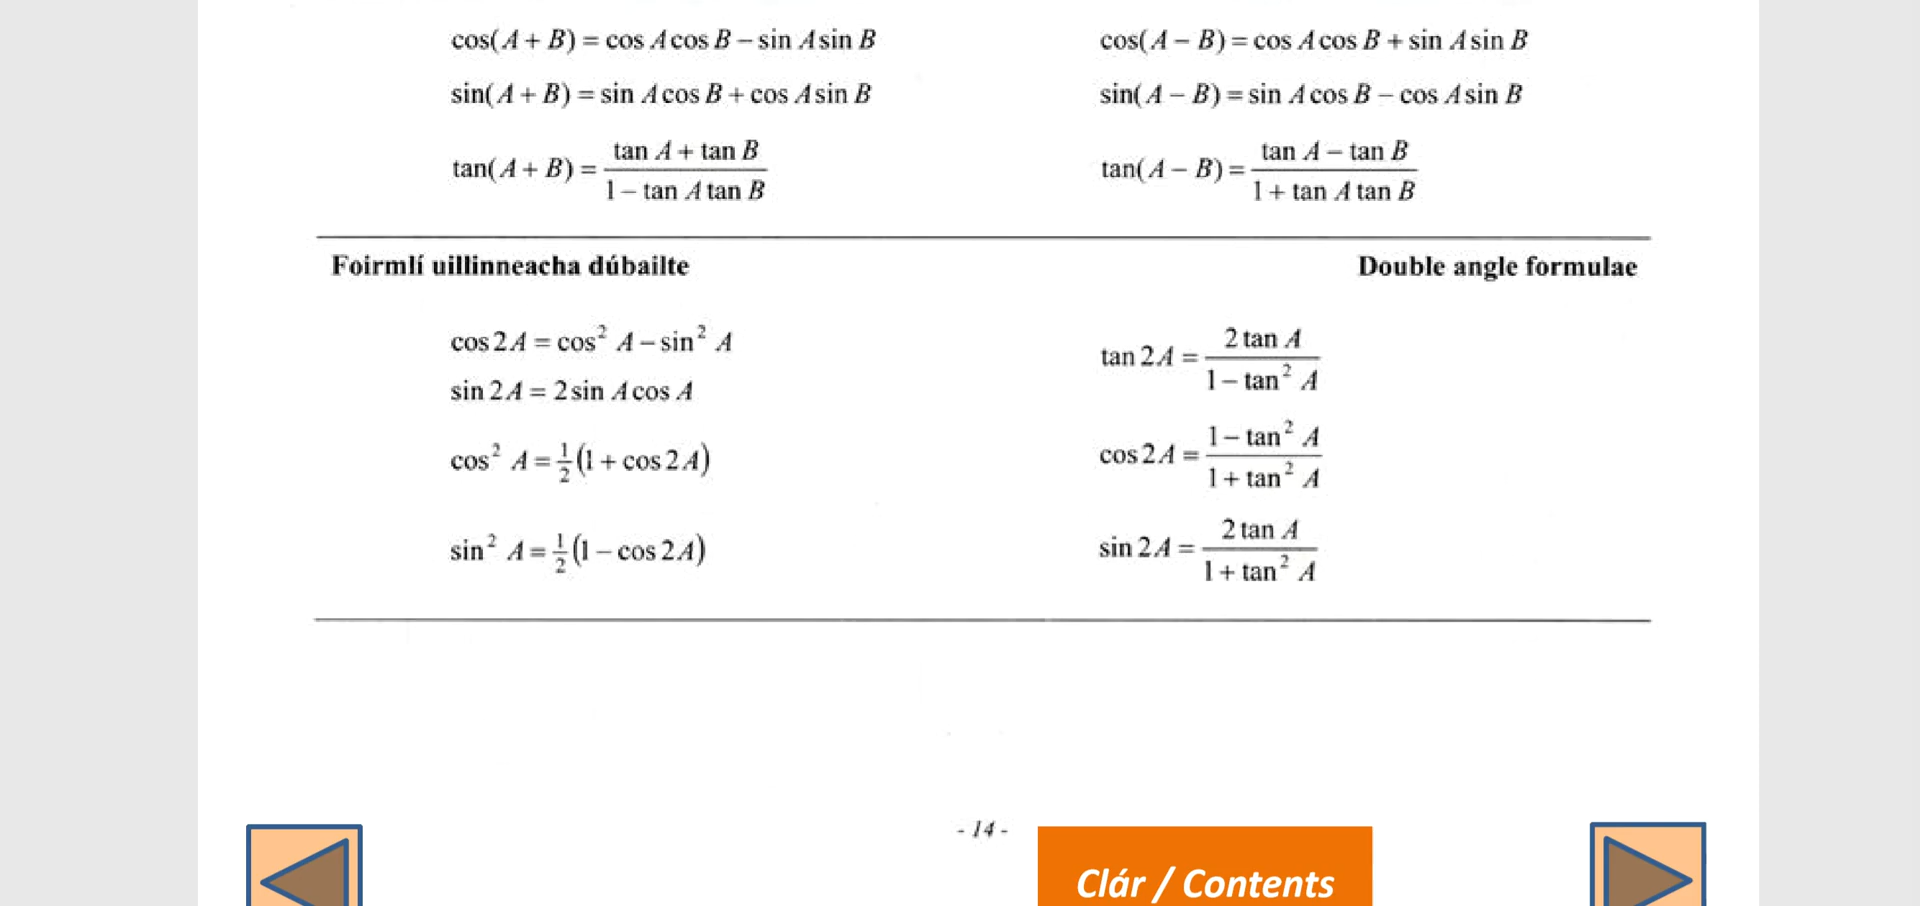 cos(A + B) = cos A cos B − sin A sin B
cos(A − B) = cos A cos B + sin A sin B
sin(A + B) = sin A cos B + cos A sin B
sin(A − B) = sin A cos B − cos A sin B
tan(A + B) = (tan A + tan B) / (1 − tan A tan B)
tan(A − B) = (tan A − tan B) / (1 + tan A tan B)
Foirmlí uillinneacha dúbailte
Double angle formulae
cos 2A = cos² A − sin² A
sin 2A = 2 sin A cos A
cos² A = ½(1 + cos 2A)
sin² A = ½(1 − cos 2A)
tan 2A = 2 tan A / (1 − tan² A)
cos 2A = (1 − tan² A) / (1 + tan² A)
sin 2A = 2 tan A / (1 + tan² A)
- 14 -
Clár / Contents